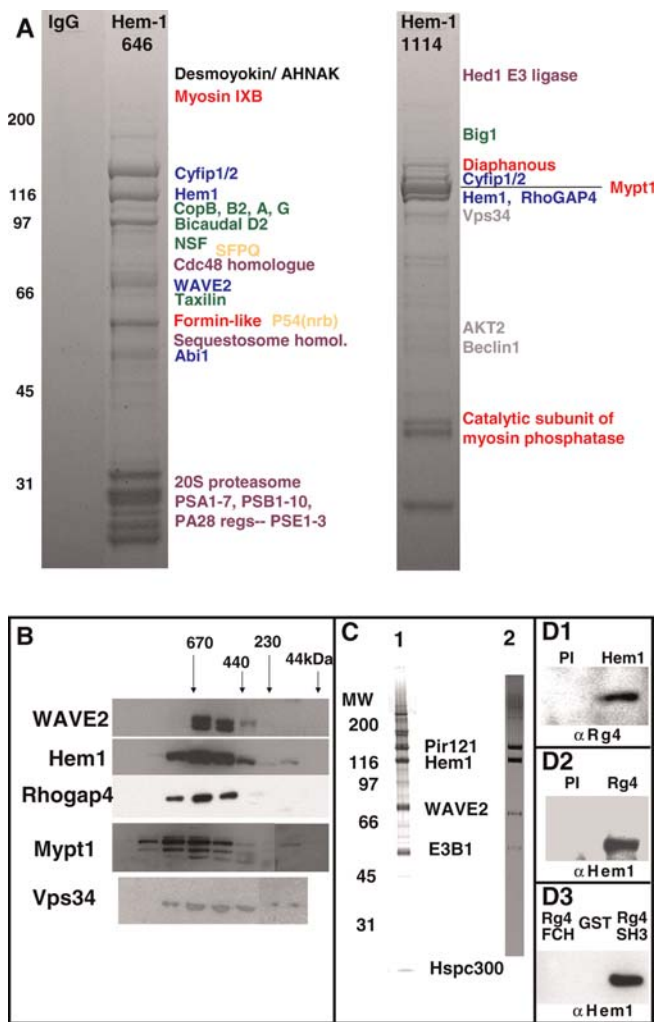 A
IgG Hem-1
646
Desmoyokin/ AHNAK
Myosin IXB
200
Cyfip1/2
116
Hem1
CopB, B2, A, G
97
Bicaudal D2
NSF SFPQ
Cdc48 homologue
66
WAVE2
Taxilin
Formin-like P54(nrb)
Sequestosome homol.
Abi1
45
31
20S proteasome
PSA1-7, PSB1-10,
PA28 regs-- PSE1-3
Hem-1
1114
Hed1 E3 ligase
Big1
Diaphanous
Cyfip1/2
Mypt1
Hem1, RhoGAP4
Vps34
AKT2
Beclin1
Catalytic subunit of
myosin phosphatase
B
670 230 44kDa
440
WAVE2
Hem1
Rhogap4
Mypt1
Vps34
C
1 2
MW
200
Pir121
116 Hem1
97
WAVE2
66
E3B1
45
31
Hspc300
D1
PI Hem1
αRg4
D2
PI Rg4
αHem1
D3
Rg4 GST Rg4
FCH SH3
αHem1